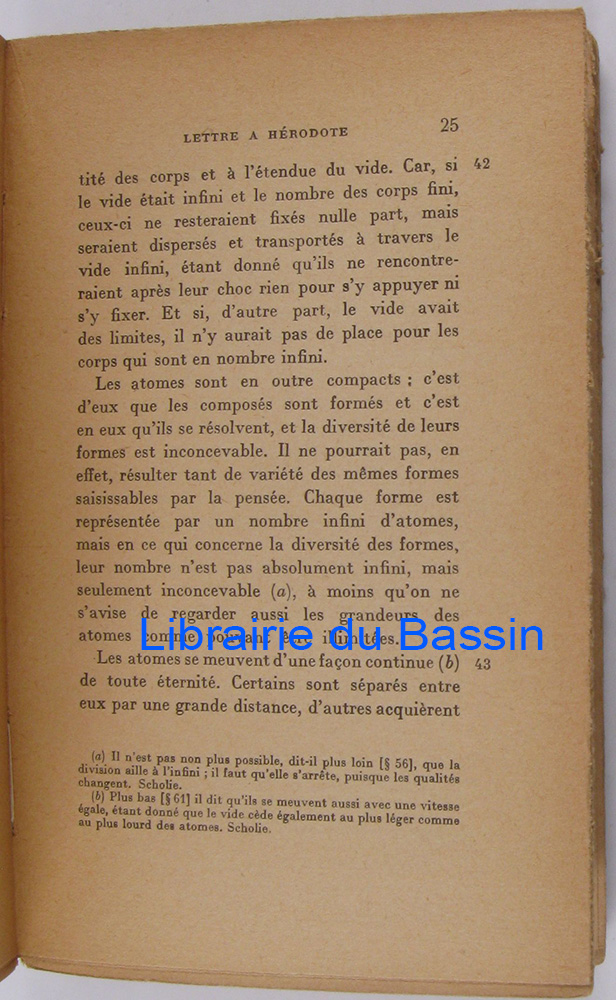 LETTRE A HÉRODOTE 25
tité des corps et à l'étendue du vide. Car, si 42
le vide était infini et le nombre des corps fini,
ceux-ci ne resteraient fixés nulle part, mais
seraient dispersés et transportés à travers le
vide infini, étant donné qu'ils ne rencontre-
raient après leur choc rien pour s'y appuyer ni
s'y fixer. Et si, d'autre part, le vide avait
des limites, il n'y aurait pas de place pour les
corps qui sont en nombre infini.
Les atomes sont en outre compacts ; c'est
d'eux que les composés sont formés et c'est
en eux qu'ils se résolvent, et la diversité de leurs
formes est inconcevable. Il ne pourrait pas, en
effet, résulter tant de variété des mêmes formes
saisissables par la pensée. Chaque forme est
représentée par un nombre infini d'atomes,
mais en ce qui concerne la diversité des formes,
leur nombre n'est pas absolument infini, mais
seulement inconcevable (a), à moins qu'on ne
s'avise de regarder aussi les grandeurs des
atomes comme pouvant être illimitées.
Librairie du Bassin
Les atomes se meuvent d'une façon continue (b) 43
de toute éternité. Certains sont séparés entre
eux par une grande distance, d'autres acquièrent
(a) Il n'est pas non plus possible, dit-il plus loin [§ 56], que la
division aille à l'infini ; il faut qu'elle s'arrête, puisque les qualités
changent. Scholie.
(b) Plus bas [§ 61] il dit qu'ils se meuvent aussi avec une vitesse
égale, étant donné que le vide cède également au plus léger comme
au plus lourd des atomes. Scholie.